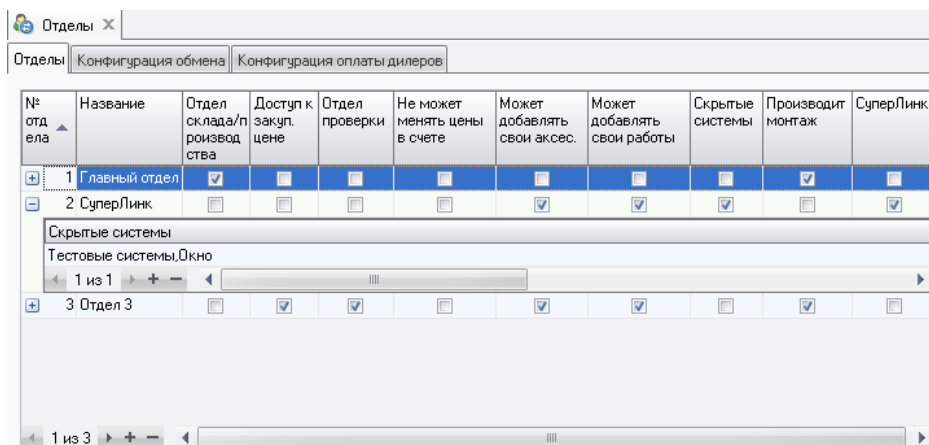 Отделы
Отделы Конфигурация обмена Конфигурация оплаты дилеров
№ отд ела Название Отдел склада/п роизвод ства Доступ к закуп. цене Отдел проверки Не может менять цены в счете Может добавлять свои аксес. Может добавлять свои работы Скрытые системы Производит монтаж СуперЛинк
1 Главный отдел
2 СуперЛинк
Скрытые системы
Тестовые системы,Окно
1 из 1
3 Отдел 3
1 из 3